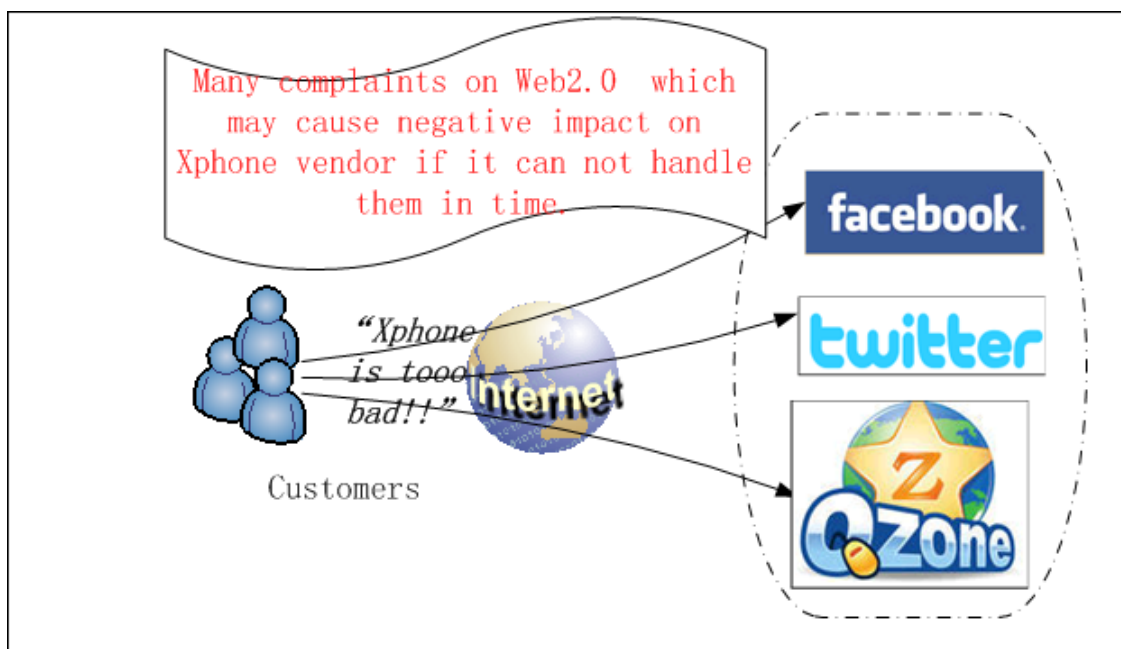 Many complaints on Web2.0 which
may cause negative impact on
Xphone vendor if it can not handle
them in time.
facebook.
twitter
“Xphone
is tooo
bad!!”
Internet
Z
Qzone
Customers